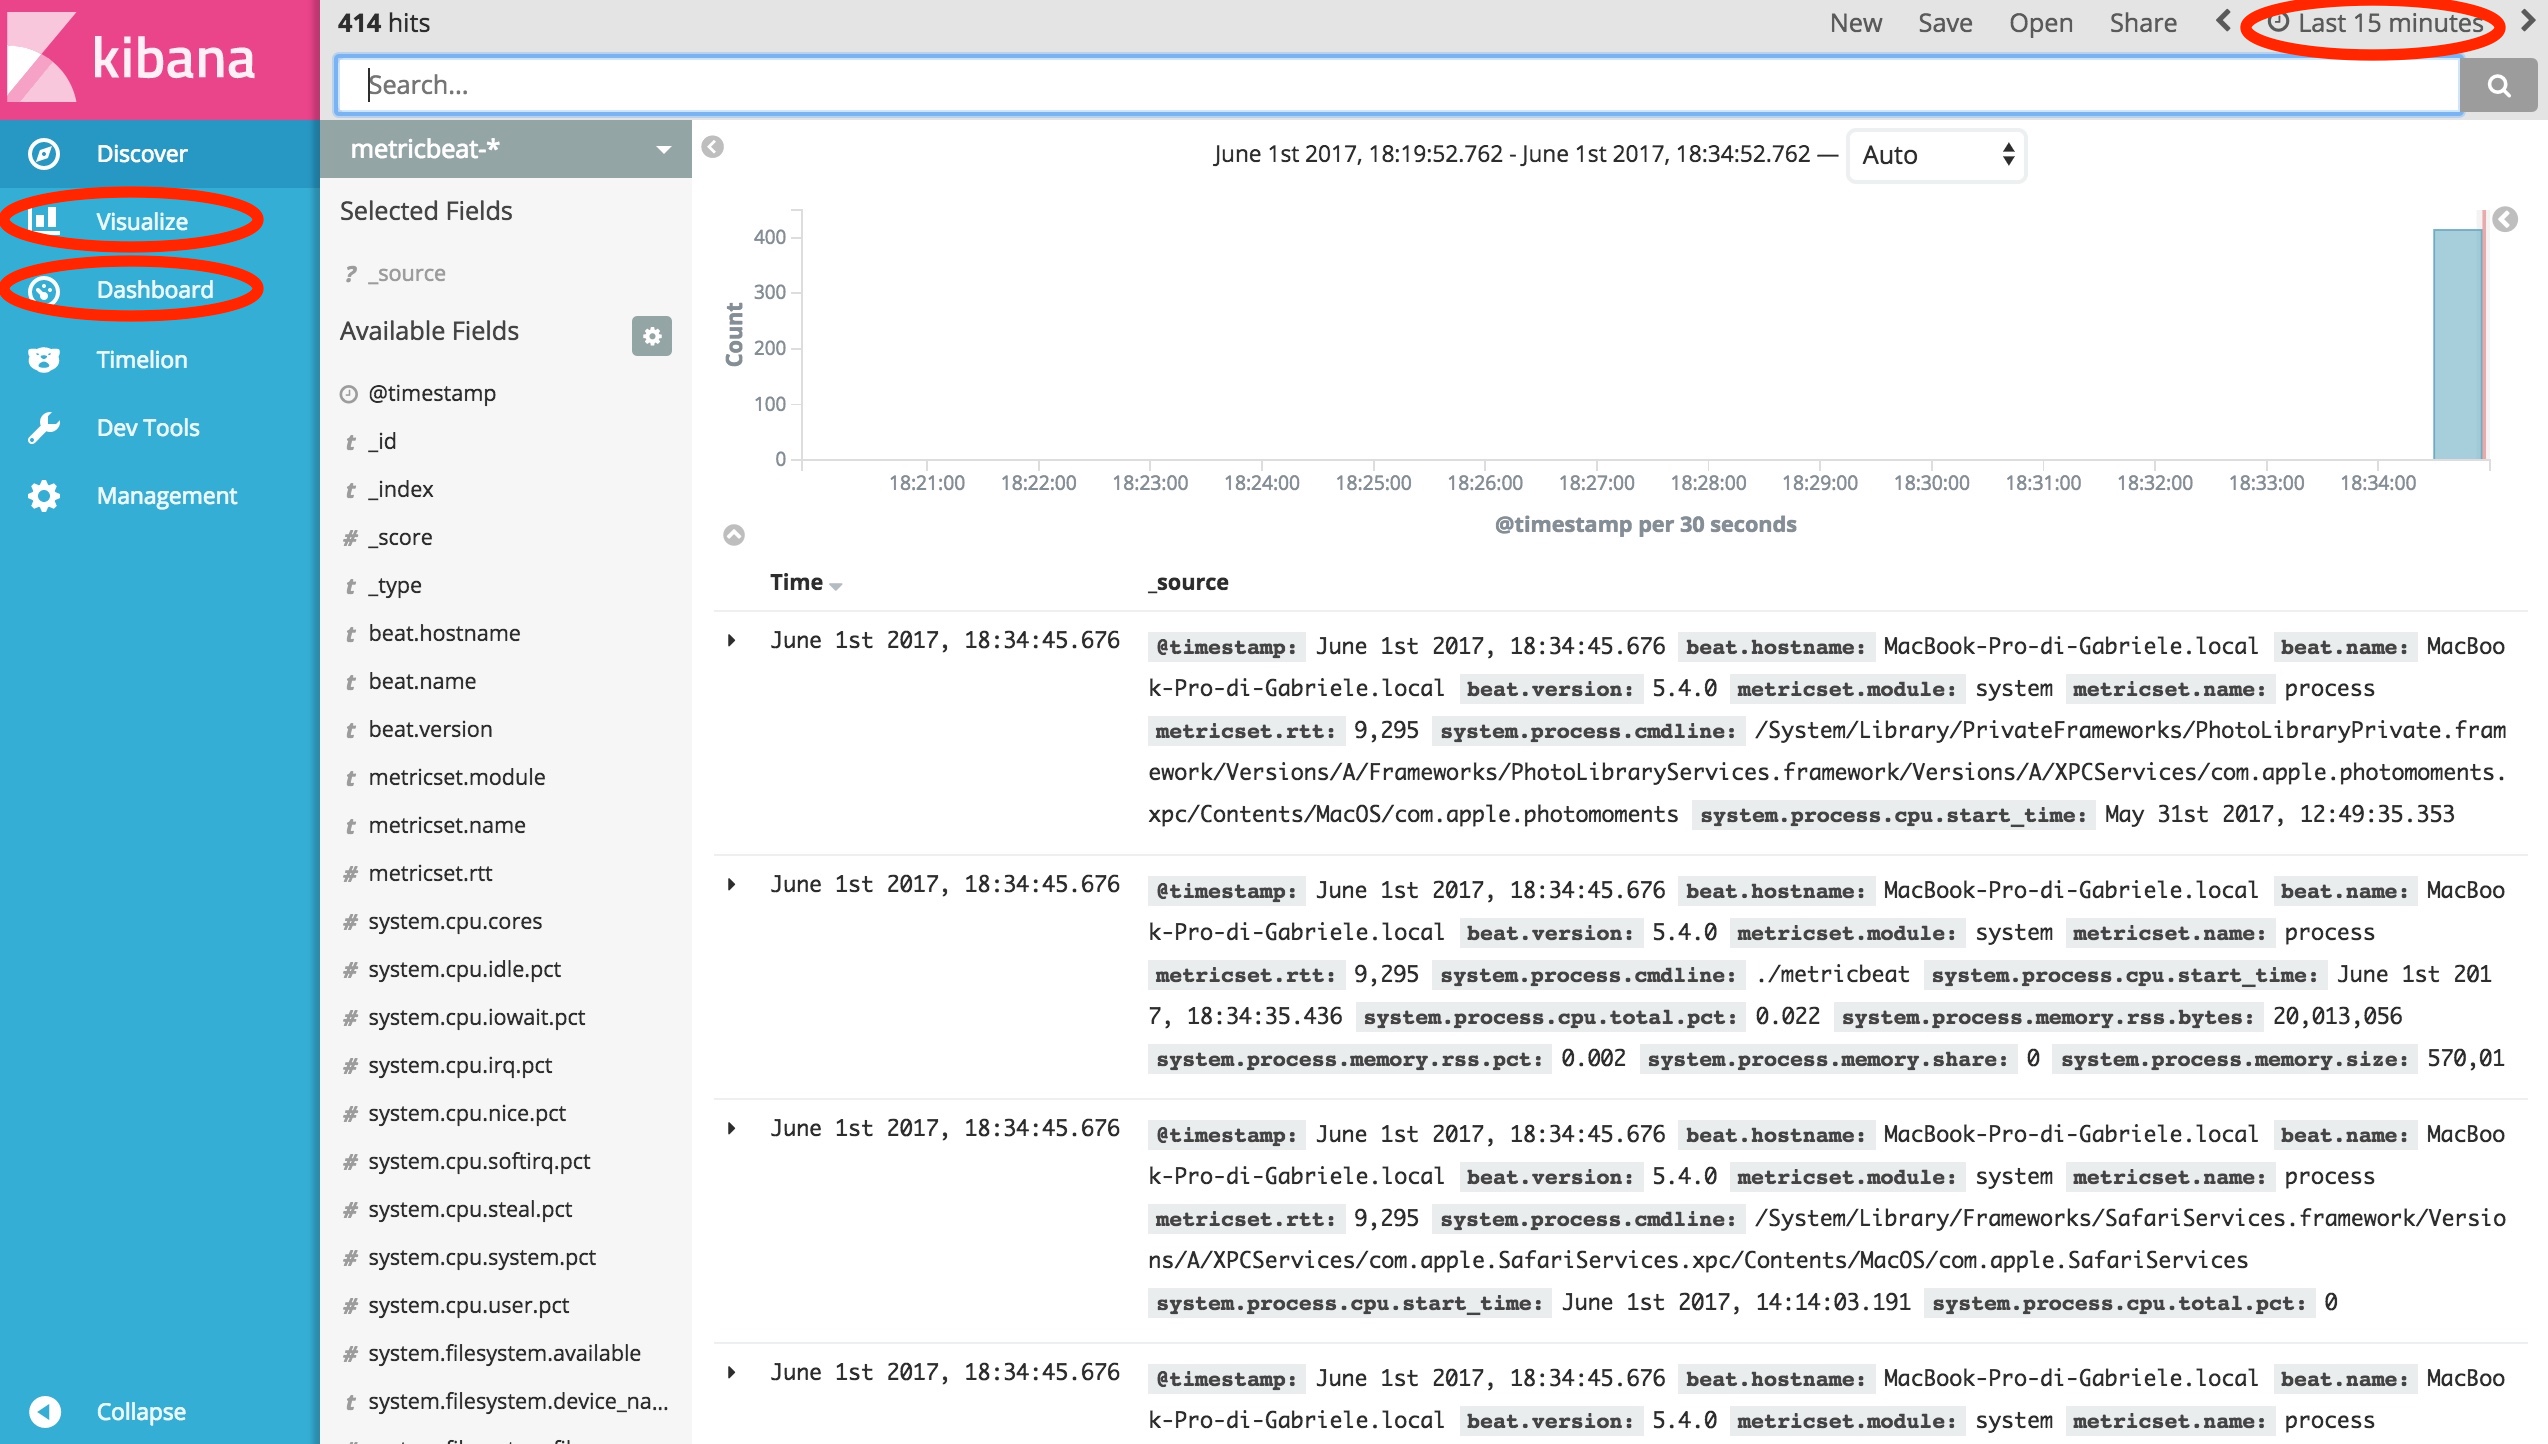 kibana
Discover
Visualize
Dashboard
Timelion
Dev Tools
Management
Collapse
414 hits
New Save Open Share Last 15 minutes
Search...
metricbeat-*
Selected Fields
? _source
Available Fields
@timestamp
t _id
t _index
# _score
t _type
t beat.hostname
t beat.name
t beat.version
t metricset.module
t metricset.name
# metricset.rtt
# system.cpu.cores
# system.cpu.idle.pct
# system.cpu.iowait.pct
# system.cpu.irq.pct
# system.cpu.nice.pct
# system.cpu.softirq.pct
# system.cpu.steal.pct
# system.cpu.system.pct
# system.cpu.user.pct
# system.filesystem.available
t system.filesystem.device_na...
June 1st 2017, 18:19:52.762 - June 1st 2017, 18:34:52.762 — Auto
Count
400
300
200
100
0
18:21:00 18:22:00 18:23:00 18:24:00 18:25:00 18:26:00 18:27:00 18:28:00 18:29:00 18:30:00 18:31:00 18:32:00 18:33:00 18:34:00
@timestamp per 30 seconds
Time _source
June 1st 2017, 18:34:45.676 @timestamp: June 1st 2017, 18:34:45.676 beat.hostname: MacBook-Pro-di-Gabriele.local beat.name: MacBoo
k-Pro-di-Gabriele.local beat.version: 5.4.0 metricset.module: system metricset.name: process
metricset.rtt: 9,295 system.process.cmdline: /System/Library/PrivateFrameworks/PhotoLibraryPrivate.fram
ework/Versions/A/Frameworks/PhotoLibraryServices.framework/Versions/A/XPCServices/com.apple.photomoments.
xpc/Contents/MacOS/com.apple.photomoments system.process.cpu.start_time: May 31st 2017, 12:49:35.353
June 1st 2017, 18:34:45.676 @timestamp: June 1st 2017, 18:34:45.676 beat.hostname: MacBook-Pro-di-Gabriele.local beat.name: MacBoo
k-Pro-di-Gabriele.local beat.version: 5.4.0 metricset.module: system metricset.name: process
metricset.rtt: 9,295 system.process.cmdline: ./metricbeat system.process.cpu.start_time: June 1st 201
7, 18:34:35.436 system.process.cpu.total.pct: 0.022 system.process.memory.rss.bytes: 20,013,056
system.process.memory.rss.pct: 0.002 system.process.memory.share: 0 system.process.memory.size: 570,01
June 1st 2017, 18:34:45.676 @timestamp: June 1st 2017, 18:34:45.676 beat.hostname: MacBook-Pro-di-Gabriele.local beat.name: MacBoo
k-Pro-di-Gabriele.local beat.version: 5.4.0 metricset.module: system metricset.name: process
metricset.rtt: 9,295 system.process.cmdline: /System/Library/Frameworks/SafariServices.framework/Versio
ns/A/XPCServices/com.apple.SafariServices.xpc/Contents/MacOS/com.apple.SafariServices
system.process.cpu.start_time: June 1st 2017, 14:14:03.191 system.process.cpu.total.pct: 0
June 1st 2017, 18:34:45.676 @timestamp: June 1st 2017, 18:34:45.676 beat.hostname: MacBook-Pro-di-Gabriele.local beat.name: MacBoo
k-Pro-di-Gabriele.local beat.version: 5.4.0 metricset.module: system metricset.name: process